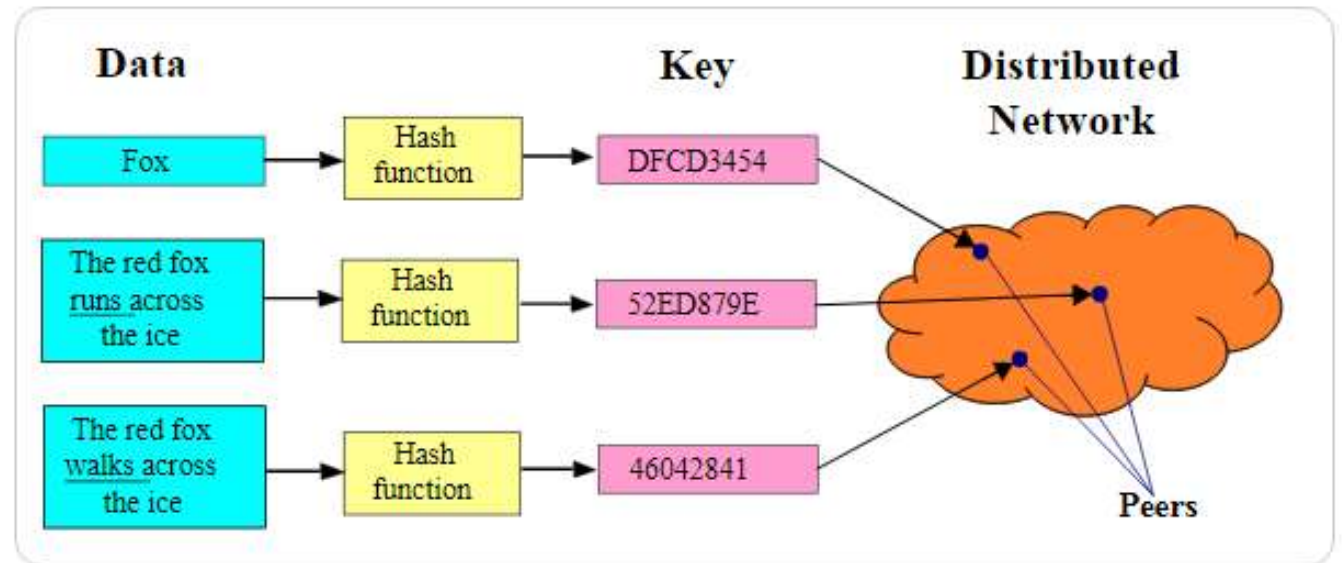 Data
Key
Distributed
Network
Fox
Hash
function
DFCD3454
The red fox
runs across
the ice
Hash
function
52ED879E
The red fox
walks across
the ice
Hash
function
46042841
Peers